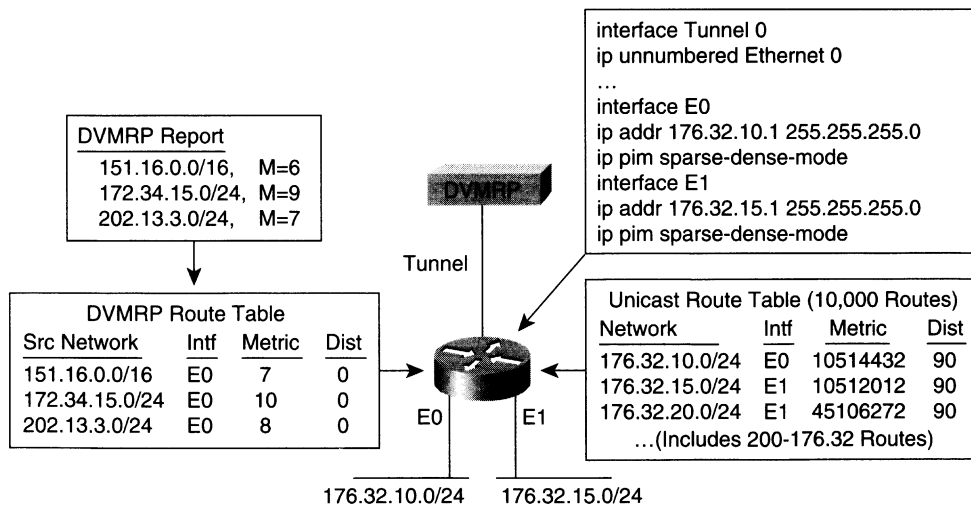 interface Tunnel 0
ip unnumbered Ethernet 0
...
interface E0
ip addr 176.32.10.1 255.255.255.0
ip pim sparse-dense-mode
interface E1
ip addr 176.32.15.1 255.255.255.0
ip pim sparse-dense-mode
DVMRP Report
151.16.0.0/16, M=6
172.34.15.0/24, M=9
202.13.3.0/24, M=7
DVMRP
Tunnel
DVMRP Route Table
Src Network Intf Metric Dist
151.16.0.0/16 E0 7 0
172.34.15.0/24 E0 10 0
202.13.3.0/24 E0 8 0
Unicast Route Table (10,000 Routes)
Network Intf Metric Dist
176.32.10.0/24 E0 10514432 90
176.32.15.0/24 E1 10512012 90
176.32.20.0/24 E1 45106272 90
...(Includes 200-176.32 Routes)
E0 E1
176.32.10.0/24 176.32.15.0/24